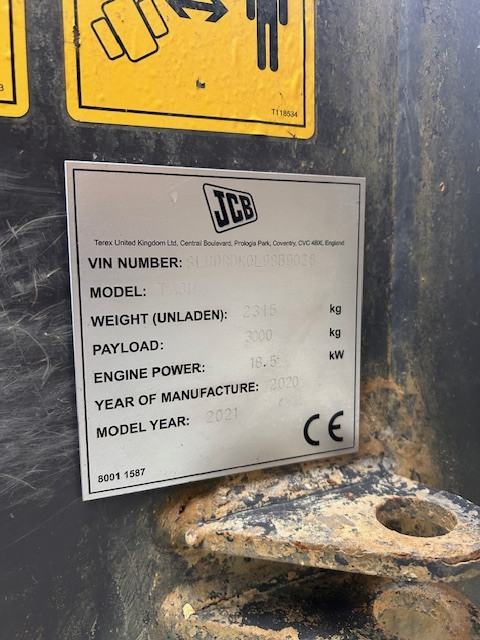 T118534
JCB
Terex United Kingdom Ltd, Central Boulevard, Prologis Park, Coventry, CVC 4BX, England
VIN NUMBER:
MODEL:
WEIGHT (UNLADEN): 2315 kg
PAYLOAD: 3000 kg
ENGINE POWER: 18.5 kW
YEAR OF MANUFACTURE: 2020
MODEL YEAR: 2021
CE
8001 1587